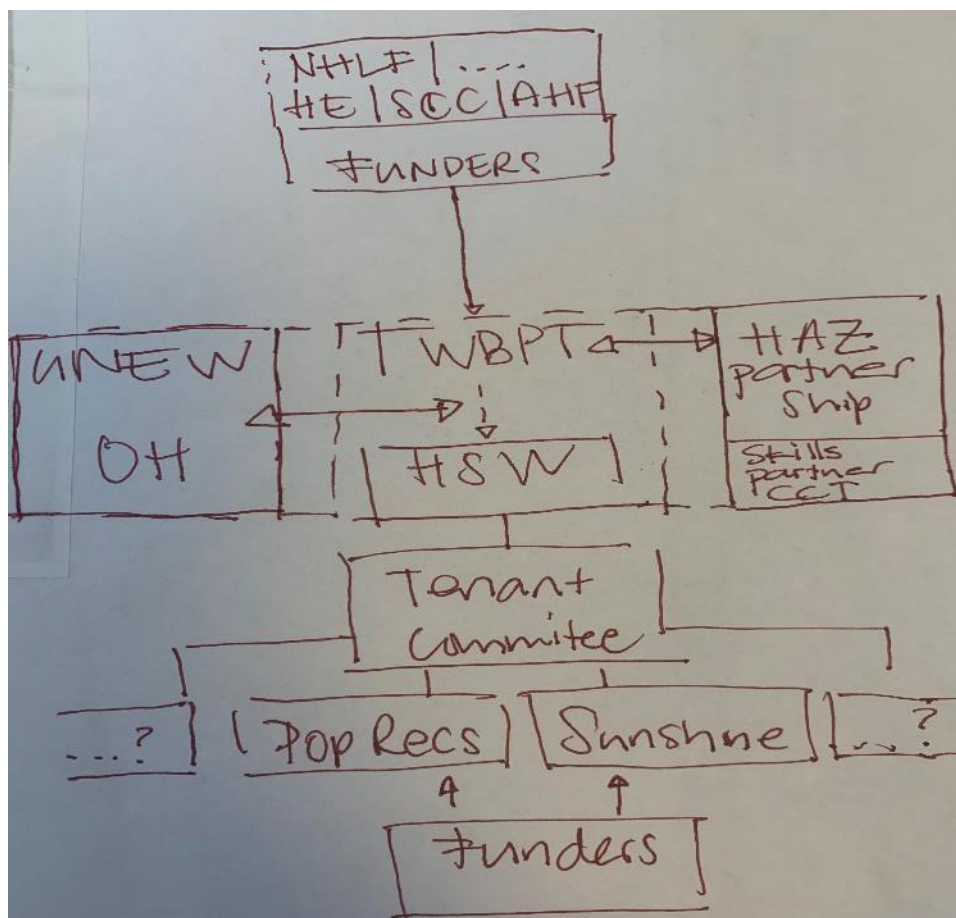 NHLF | ....
HE | SCC | AHF
FUNDERS
TWBPT
HAZ
partner
ship
UNEW
OH
HSW
Skills
partner
CCT
Tenant
Commitee
....?
Pop Recs
Sunshine
....?
Funders